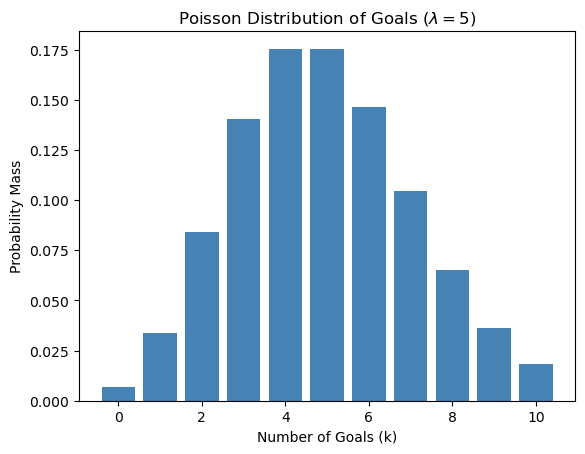 Poisson Distribution of Goals (λ = 5)
0.175
0.150
0.125
0.100
0.075
0.050
0.025
0.000
Probability Mass
0 2 4 6 8 10
Number of Goals (k)